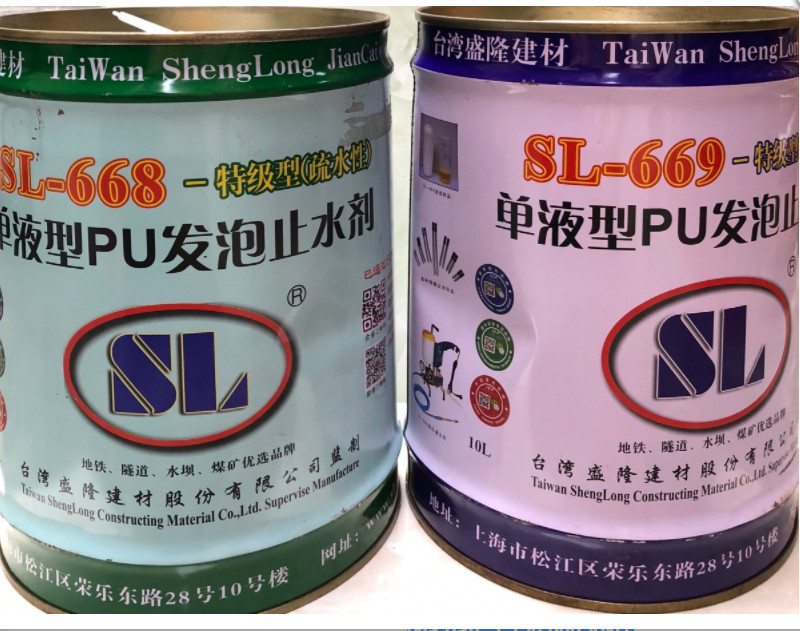 建材 TaiWan ShengLong JianCai
SL-668 －特级型(疏水性)
单液型PU发泡止水剂
已通过
®
SL
地铁、隧道、水坝、煤矿优选品牌
台湾盛隆建材股份有限公司监制
Taiwan ShengLong Constructing Material Co.,Ltd. Supervise Manufacture
网址：
海市松江区荣乐东路28号10号楼
台湾盛隆建材 TaiWan ShengLon
SL-669 －特级
单液型PU发泡止
®
SL
10L
地铁、隧道、水坝、煤矿优选品牌
台湾盛隆建材股份有限公司
Taiwan ShengLong Constructing Material Co.,Ltd. Supervise
地址：上海市松江区荣乐东路28号10号楼